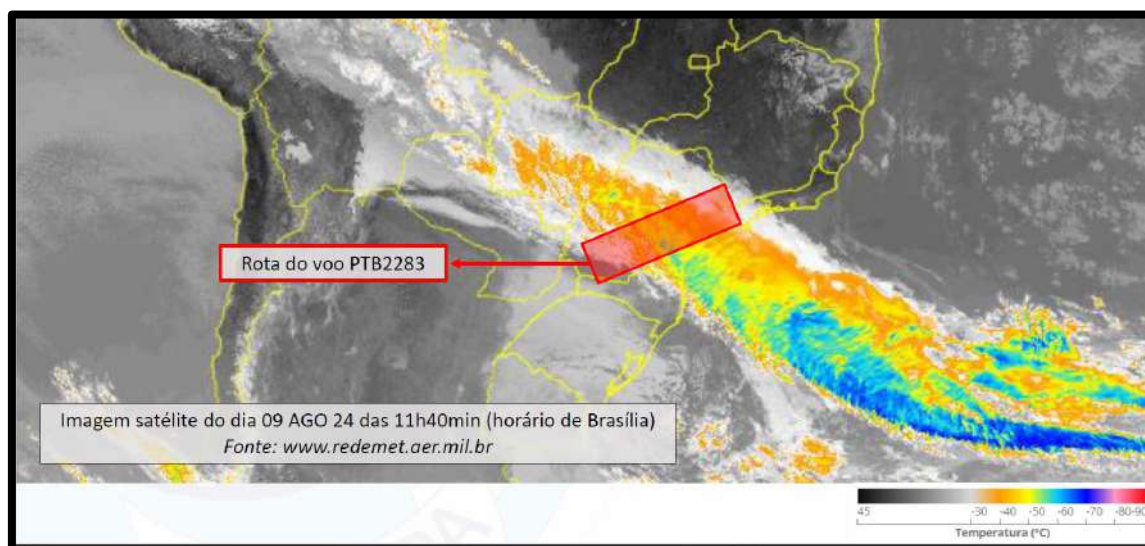 Rota do voo PTB2283
Imagem satélite do dia 09 AGO 24 das 11h40min (horário de Brasília)
Fonte: www.redemet.aer.mil.br
45 -30 -40 -50 -60 -70 -80 -90
Temperatura (°C)